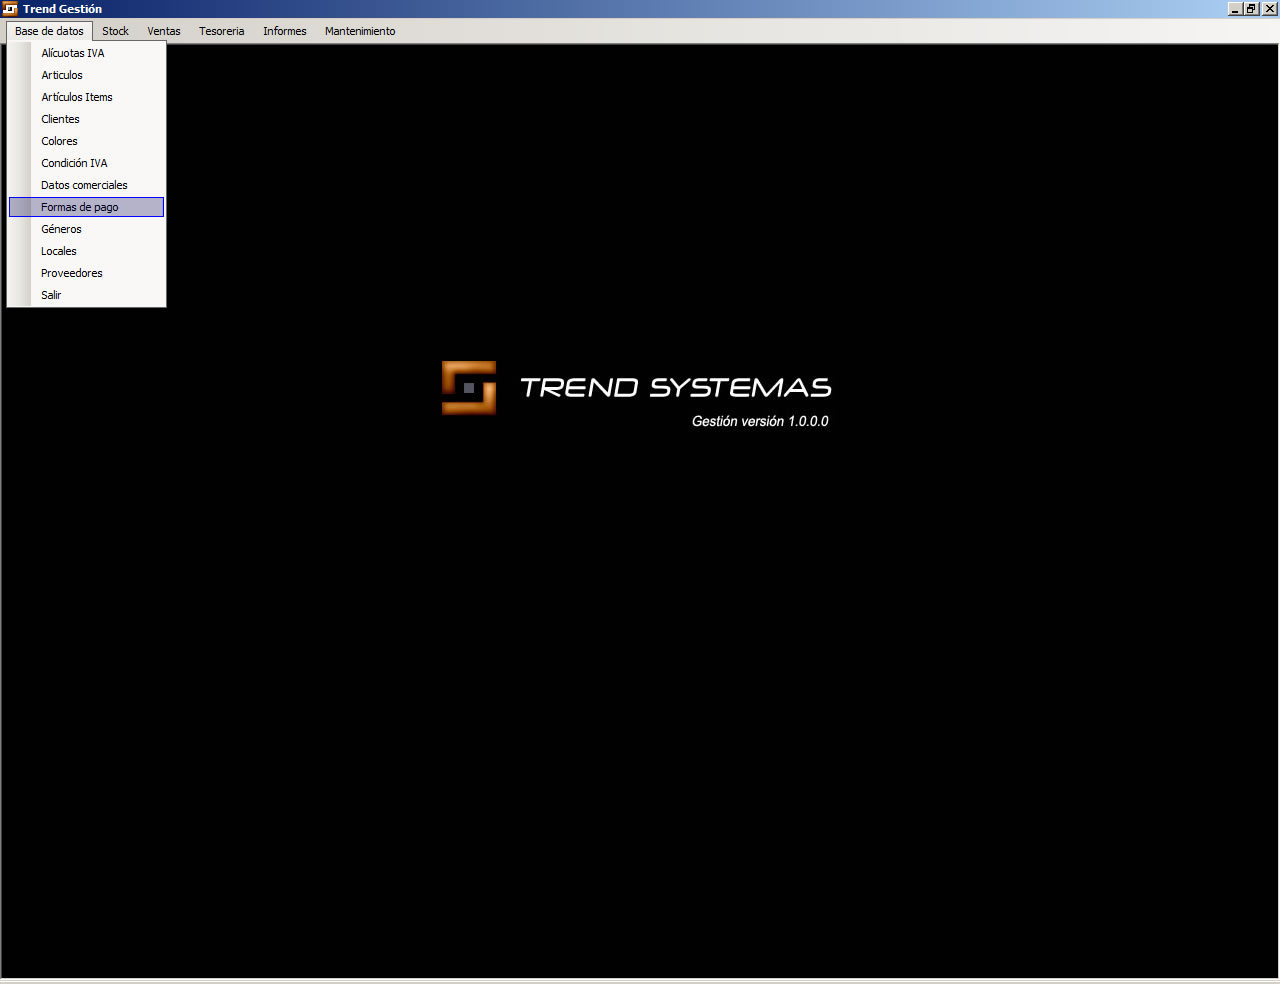 Trend Gestión
Base de datos Stock Ventas Tesoreria Informes Mantenimiento
Alícuotas IVA
Articulos
Artículos Items
Clientes
Colores
Condición IVA
Datos comerciales
Formas de pago
Géneros
Locales
Proveedores
Salir
TREND SYSTEMAS
Gestión versión 1.0.0.0